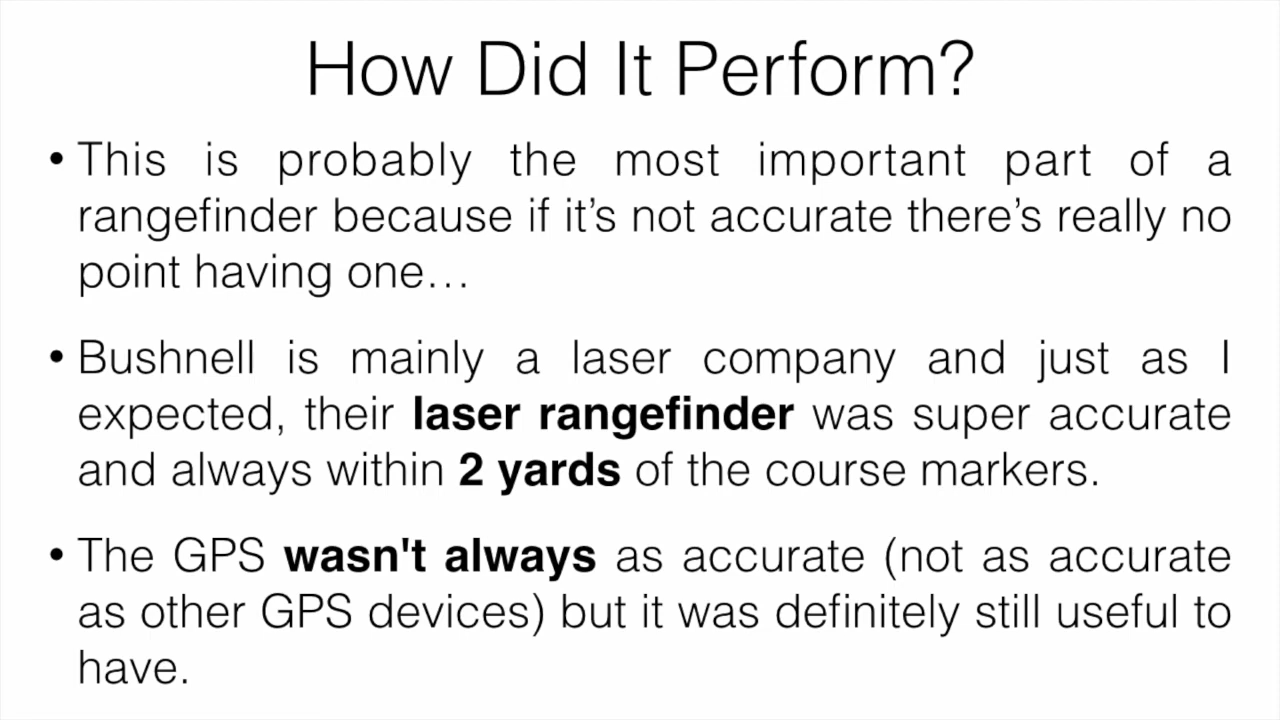 How Did It Perform?
• This is probably the most important part of a
rangefinder because if it’s not accurate there’s really no
point having one…
• Bushnell is mainly a laser company and just as I
expected, their laser rangefinder was super accurate
and always within 2 yards of the course markers.
• The GPS wasn't always as accurate (not as accurate
as other GPS devices) but it was definitely still useful to
have.